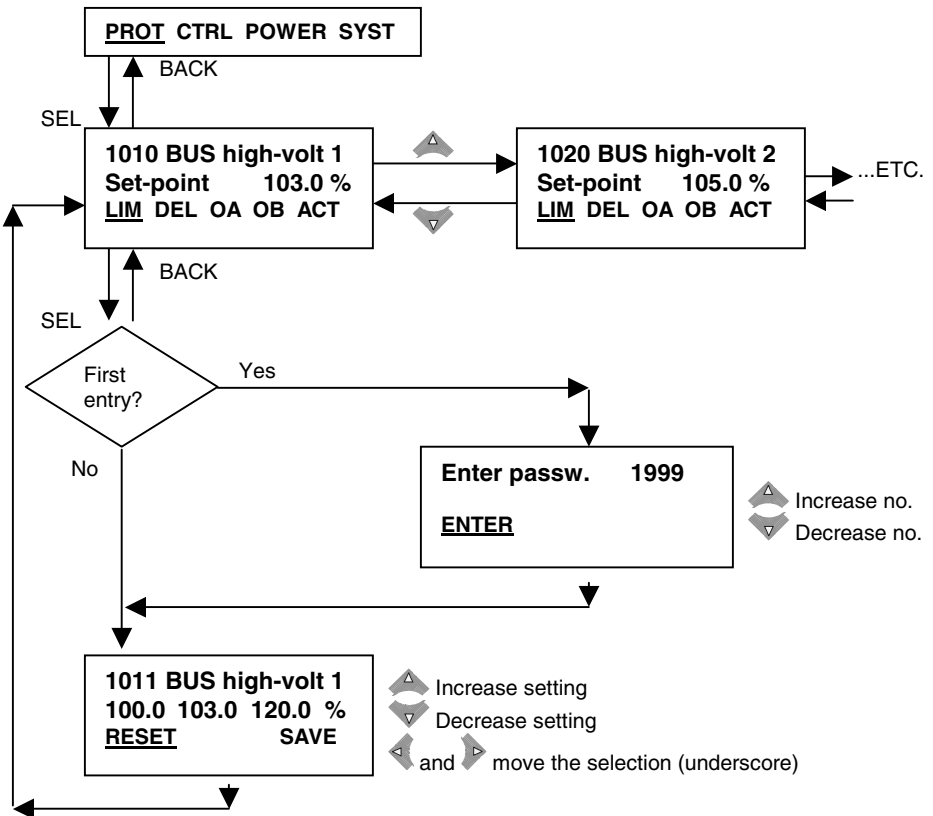 PROT CTRL POWER SYST
BACK
SEL
1010 BUS high-volt 1
Set-point 103.0 %
LIM DEL OA OB ACT
1020 BUS high-volt 2
Set-point 105.0 %
LIM DEL OA OB ACT
...ETC.
BACK
SEL
First
entry?
Yes
No
Enter passw. 1999
ENTER
Increase no.
Decrease no.
1011 BUS high-volt 1
100.0 103.0 120.0 %
RESET SAVE
Increase setting
Decrease setting
and move the selection (underscore)